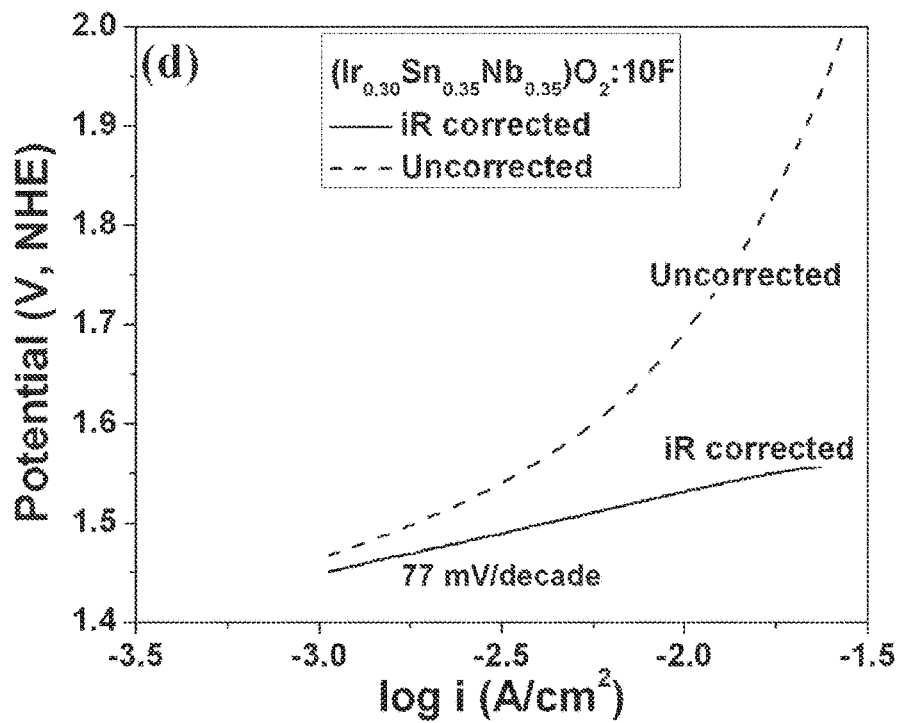 (d)
(Ir0.30Sn0.35Nb0.35)O2:10F
iR corrected
Uncorrected
Uncorrected
iR corrected
77 mV/decade
Potential (V, NHE)
2.0
1.9
1.8
1.7
1.6
1.5
1.4
-3.5 -3.0 -2.5 -2.0 -1.5
log i (A/cm2)